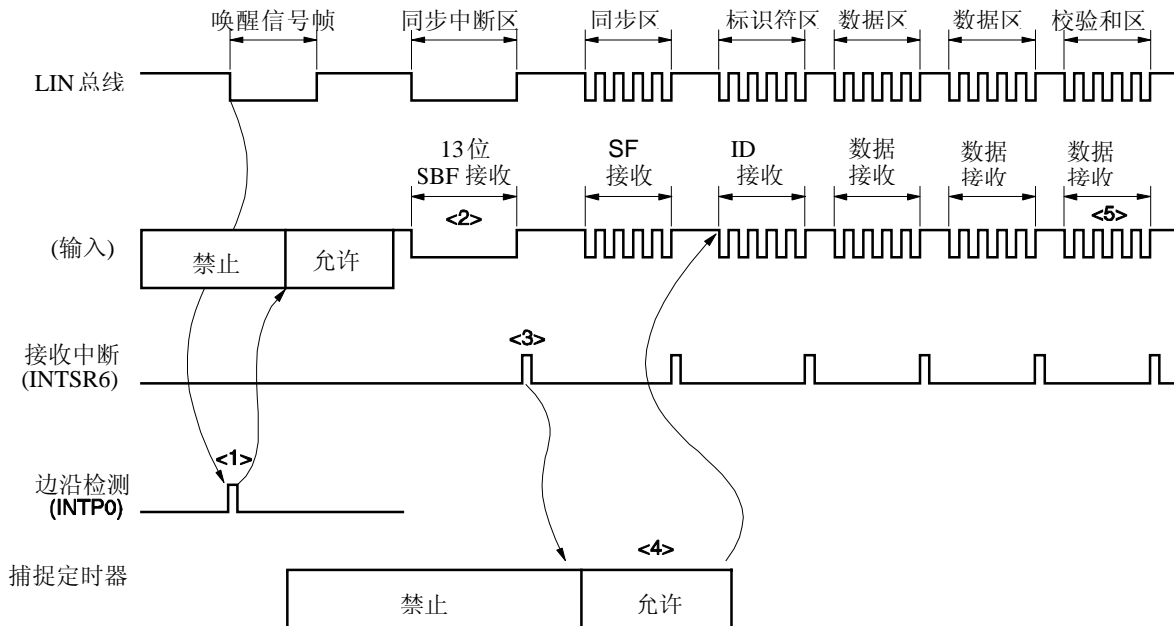 唤醒信号帧 同步中断区 同步区 标识符区 数据区 数据区 校验和区
LIN 总线
13位 SF ID 数据 数据 数据
SBF 接收 接收 接收 接收 接收 接收
<2> <5>
(输入)
禁止 允许
<3>
接收中断
(INTSR6)
<1>
边沿检测
(INTP0)
<4>
捕捉定时器
禁止 允许